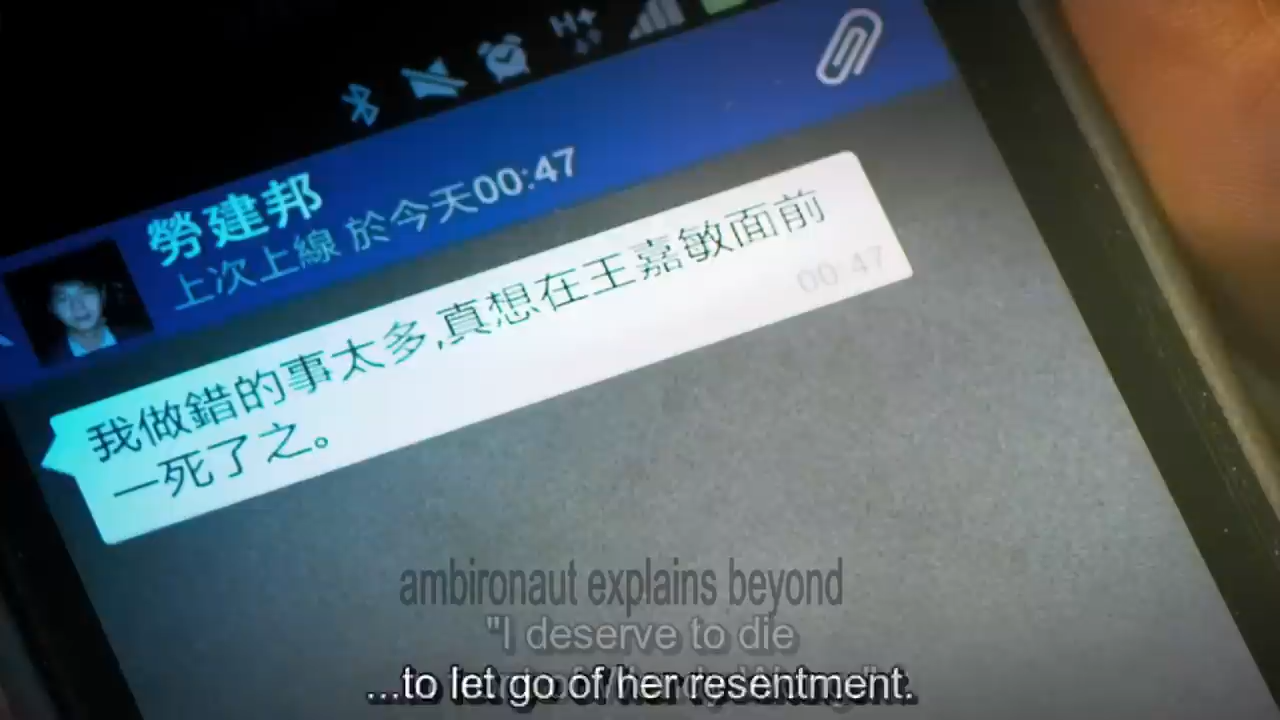 H+
勞建邦
上次上線 於今天00:47
我做錯的事太多,真想在王嘉敏面前
一死了之。
00:47
ambironaut explains beyond
"I deserve to die
...to let go of her resentment.